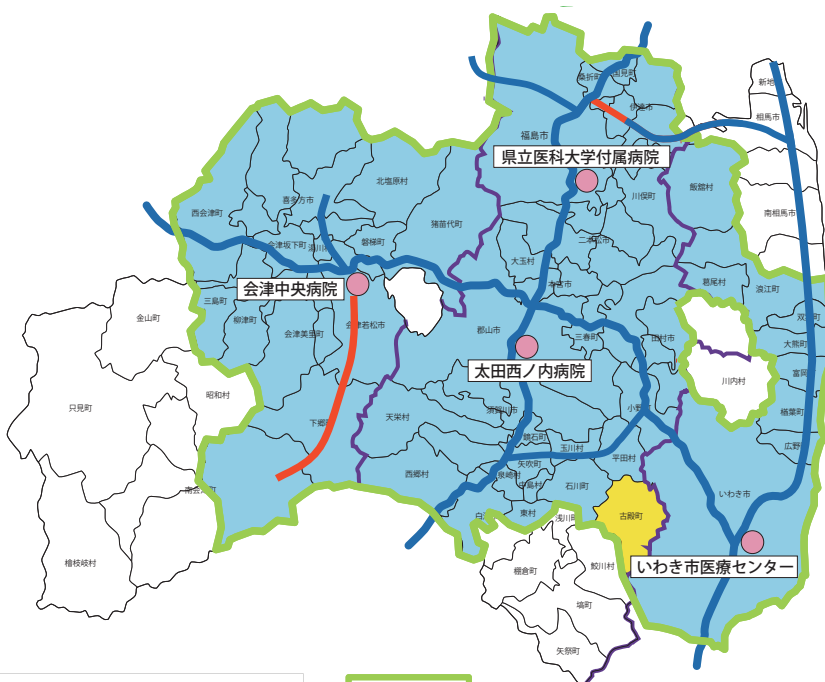 桑折町
国見町
新地
伊達市
相馬市
福島市
県立医科大学付属病院
北塩原村
川俣町
飯舘村
喜多方市
西会津町
南相馬市
猪苗代町
磐梯町
会津坂下町
湯川村
二本松市
大玉村
会津中央病院
本宮市
葛尾村
浪江町
三島町
柳津町
双葉町
金山町
会津若松市
会津美里町
郡山市
三春町
田村市
大熊町
太田西ノ内病院
川内村
富岡
昭和村
只見町
下郷町
天栄村
須賀川市
小野町
楢葉町
鏡石町
玉川村
広野
平田村
矢吹町
西郷村
泉崎村
中島村
石川町
いわき市
南会津町
白河
東村
浅川町
古殿町
檜枝岐村
棚倉町
鮫川村
いわき市医療センター
塙町
矢祭町